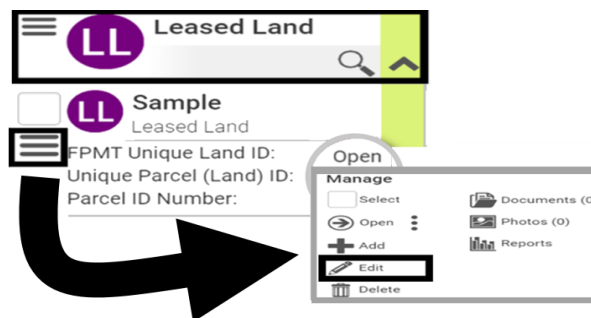 LL Leased Land
LL Sample
Leased Land
FPMT Unique Land ID:
Unique Parcel (Land) ID:
Parcel ID Number:
Open
Manage
Select
Documents (0
Open
Photos (0)
Add
Reports
Edit
Delete